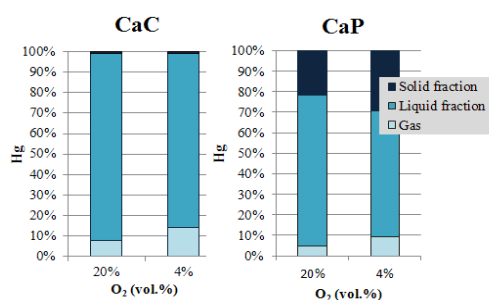 CaC
CaP
100%
90%
80%
70%
60%
50%
40%
30%
20%
10%
0%
Hg
20%
4%
O₂ (vol.%)
100%
90%
80%
70%
60%
50%
40%
30%
20%
10%
0%
Hg
20%
4%
O₂ (vol.%)
Solid fraction
Liquid fraction
Gas